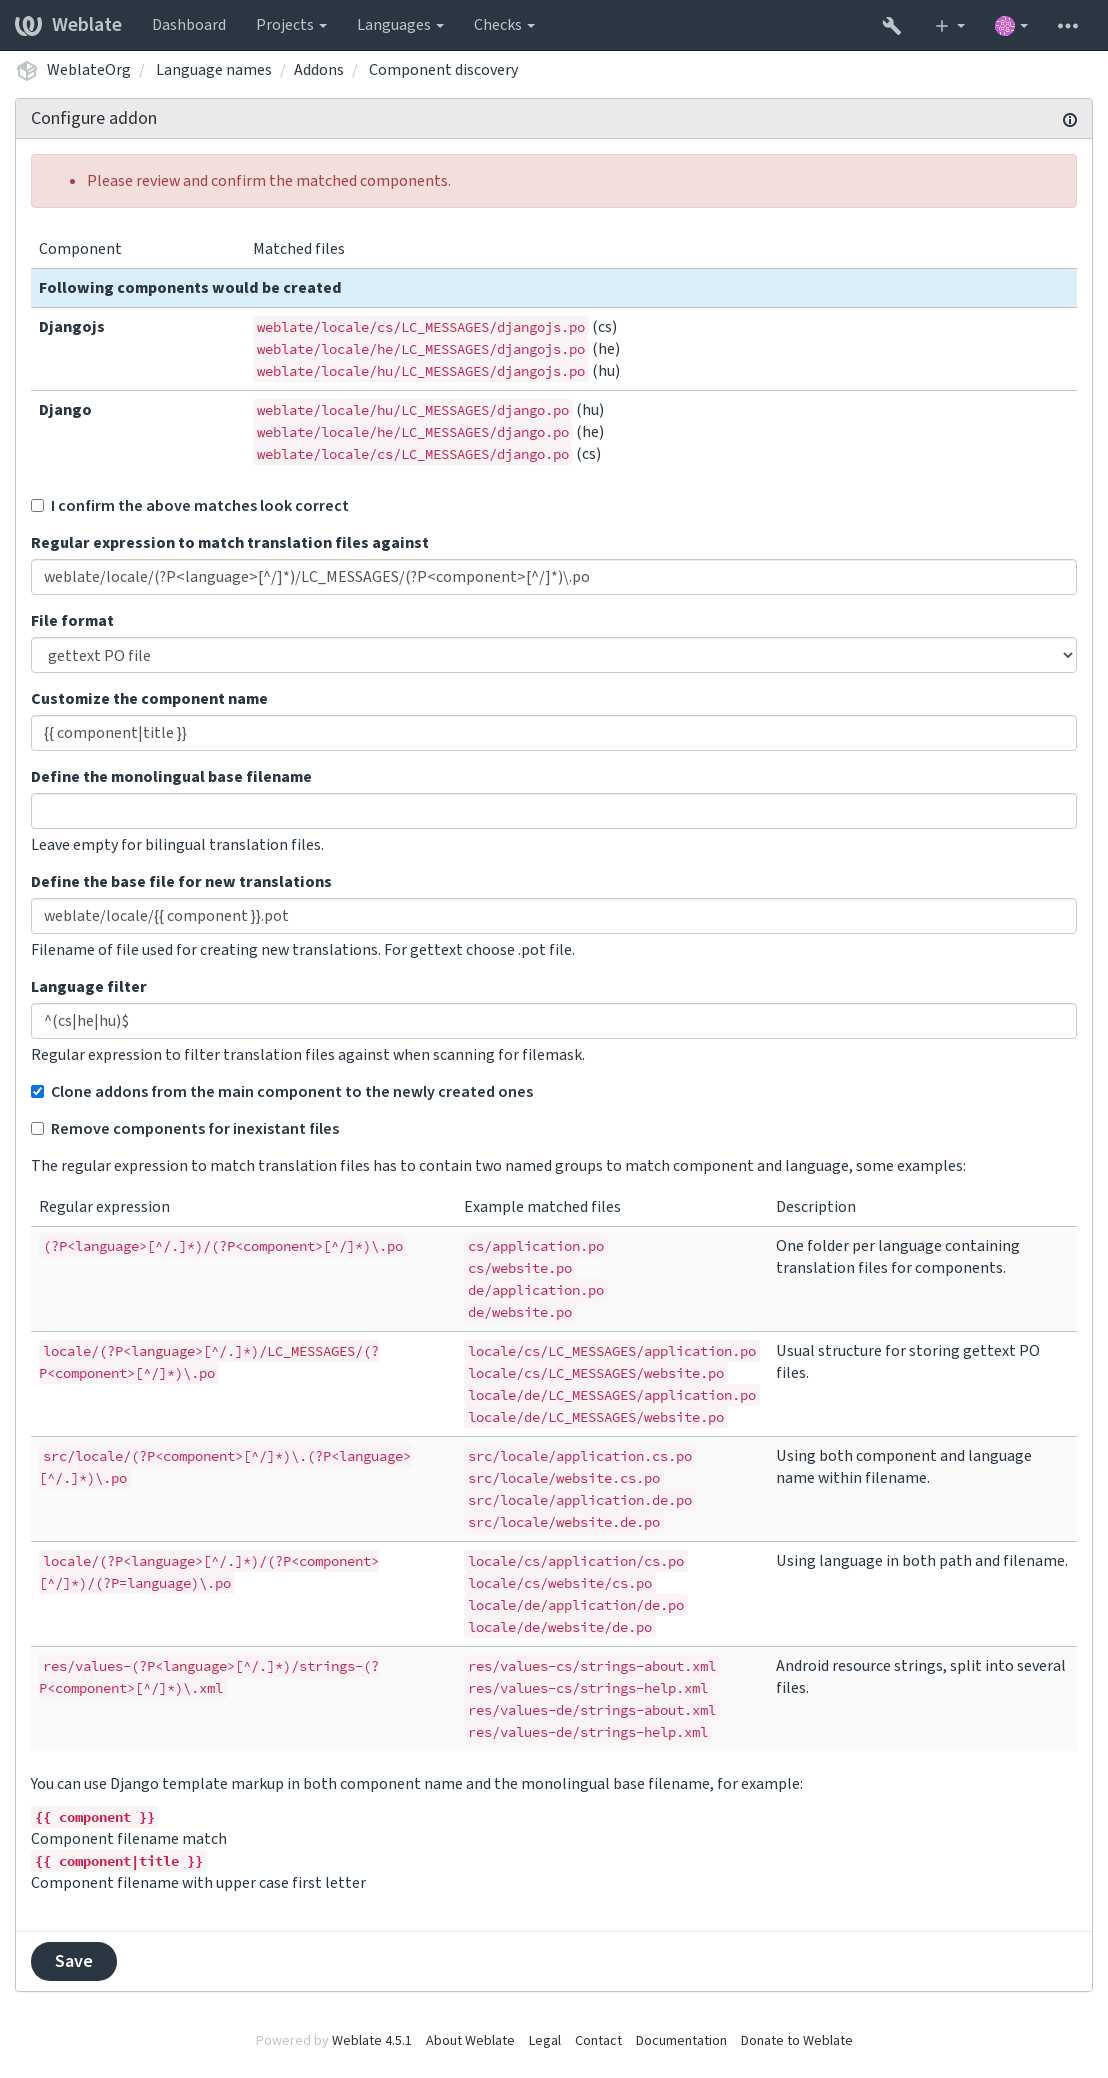 Weblate Dashboard Projects Languages Checks
WeblateOrg / Language names / Addons / Component discovery
Configure addon
Please review and confirm the matched components.
Component Matched files
Following components would be created
Djangojs weblate/locale/cs/LC_MESSAGES/djangojs.po (cs)
weblate/locale/he/LC_MESSAGES/djangojs.po (he)
weblate/locale/hu/LC_MESSAGES/djangojs.po (hu)
Django weblate/locale/hu/LC_MESSAGES/django.po (hu)
weblate/locale/he/LC_MESSAGES/django.po (he)
weblate/locale/cs/LC_MESSAGES/django.po (cs)
I confirm the above matches look correct
Regular expression to match translation files against
weblate/locale/(?P<language>[^/]*)/LC_MESSAGES/(?P<component>[^/]*)\.po
File format
gettext PO file
Customize the component name
{{ component|title }}
Define the monolingual base filename
Leave empty for bilingual translation files.
Define the base file for new translations
weblate/locale/{{ component }}.pot
Filename of file used for creating new translations. For gettext choose .pot file.
Language filter
^(cs|he|hu)$
Regular expression to filter translation files against when scanning for filemask.
Clone addons from the main component to the newly created ones
Remove components for inexistant files
The regular expression to match translation files has to contain two named groups to match component and language, some examples:
Regular expression Example matched files Description
(?P<language>[^/.]*)/(?P<component>[^/]*)\.po cs/application.po One folder per language containing
cs/website.po translation files for components.
de/application.po
de/website.po
locale/(?P<language>[^/.]*)/LC_MESSAGES/(? locale/cs/LC_MESSAGES/application.po Usual structure for storing gettext PO
P<component>[^/]*)\.po locale/cs/LC_MESSAGES/website.po files.
locale/de/LC_MESSAGES/application.po
locale/de/LC_MESSAGES/website.po
src/locale/(?P<component>[^/]*)\.(?P<language> src/locale/application.cs.po Using both component and language
[^/.]*)\.po src/locale/website.cs.po name within filename.
src/locale/application.de.po
src/locale/website.de.po
locale/(?P<language>[^/.]*)/(?P<component> locale/cs/application/cs.po Using language in both path and filename.
[^/]*)/(?P=language)\.po locale/cs/website/cs.po
locale/de/application/de.po
locale/de/website/de.po
res/values-(?P<language>[^/.]*)/strings-(? res/values-cs/strings-about.xml Android resource strings, split into several
P<component>[^/]*)\.xml res/values-cs/strings-help.xml files.
res/values-de/strings-about.xml
res/values-de/strings-help.xml
You can use Django template markup in both component name and the monolingual base filename, for example:
{{ component }}
Component filename match
{{ component|title }}
Component filename with upper case first letter
Save
Powered by Weblate 4.5.1 About Weblate Legal Contact Documentation Donate to Weblate